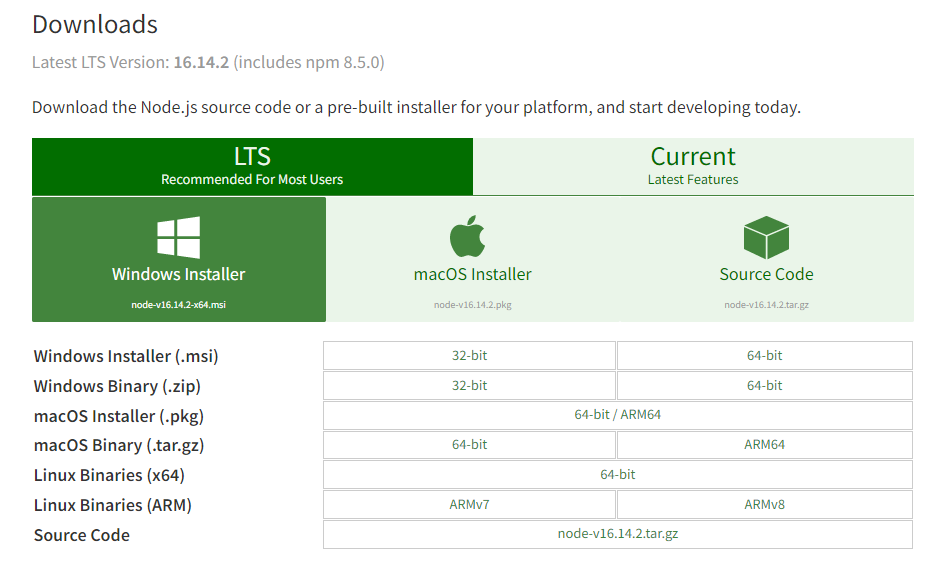 Downloads
Latest LTS Version: 16.14.2 (includes npm 8.5.0)
Download the Node.js source code or a pre-built installer for your platform, and start developing today.
LTS
Recommended For Most Users
Current
Latest Features
Windows Installer
node-v16.14.2-x64.msi
macOS Installer
node-v16.14.2.pkg
Source Code
node-v16.14.2.tar.gz
Windows Installer (.msi) 32-bit 64-bit
Windows Binary (.zip) 32-bit 64-bit
macOS Installer (.pkg) 64-bit / ARM64
macOS Binary (.tar.gz) 64-bit ARM64
Linux Binaries (x64) 64-bit
Linux Binaries (ARM) ARMv7 ARMv8
Source Code node-v16.14.2.tar.gz